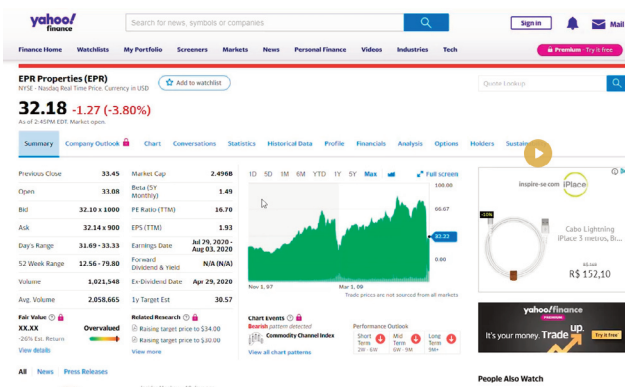 yahoo!
finance
Search for news, symbols or companies
Sign in
Mail
Finance Home Watchlists My Portfolio Screeners Markets News Personal Finance Videos Industries Tech
Premium - Try it free
EPR Properties (EPR)
NYSE - Nasdaq Real Time Price. Currency in USD
Add to watchlist
Quote Lookup
32.18 -1.27 (-3.80%)
As of 2:45PM EDT. Market open.
Summary Company Outlook Chart Conversations Statistics Historical Data Profile Financials Analysis Options Holders
Previous Close 33.45
Open 33.08
Bid 32.10 x 1000
Ask 32.14 x 900
Day's Range 31.69 - 33.33
52 Week Range 12.56 - 79.80
Volume 1,021,548
Avg. Volume 2,058,665
Market Cap 2.496B
Beta (5Y Monthly) 1.49
PE Ratio (TTM) 16.70
EPS (TTM) 1.93
Earnings Date Jul 29, 2020 -
Aug 03, 2020
Forward
Dividend & Yield N/A (N/A)
Ex-Dividend Date Apr 29, 2020
1y Target Est 30.57
1D 5D 1M 6M YTD 1Y 5Y Max
Full screen
100.00
66.67
32.22
0.00
Nov 1, 97 Mar 1, 09
Trade prices are not sourced from all markets
Fair Value
XX.XX Overvalued
-26% Est. Return
View details
Related Research
Raising target price to $34.00
Raising target price to $30.00
View more
Chart Events
Bearish pattern detected
Commodity Channel Index
View all chart patterns
Performance Outlook
Short Term
2W - 6W
Mid Term
6W - 9M
Long Term
9M+
All News Press Releases
inspire-se com iPlace
-10%
Cabo Lightning
iPlace 3 metros, Br...
R$ 152,10
yahoo!finance
PREMIUM
It's your money. Trade up.
Try it free
People Also Watch